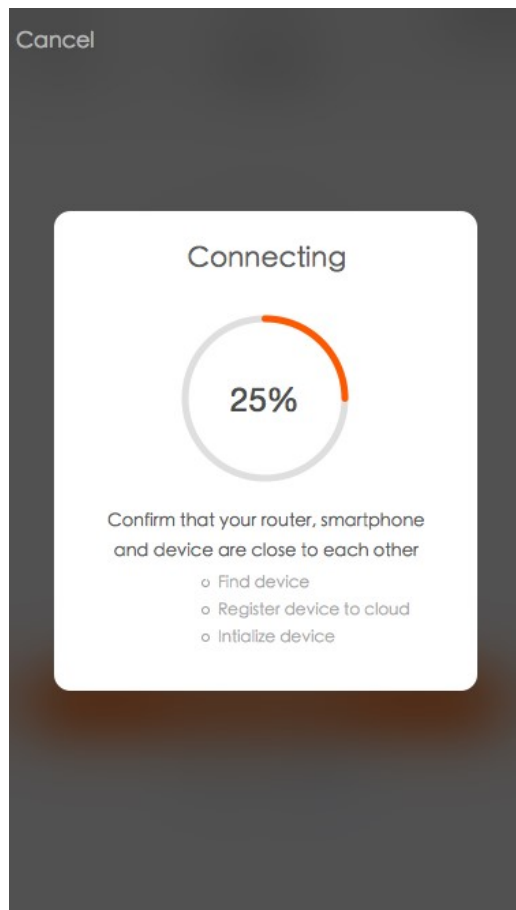 Cancel
Connecting
25%
Confirm that your router, smartphone
and device are close to each other
Find device
Register device to cloud
Intialize device